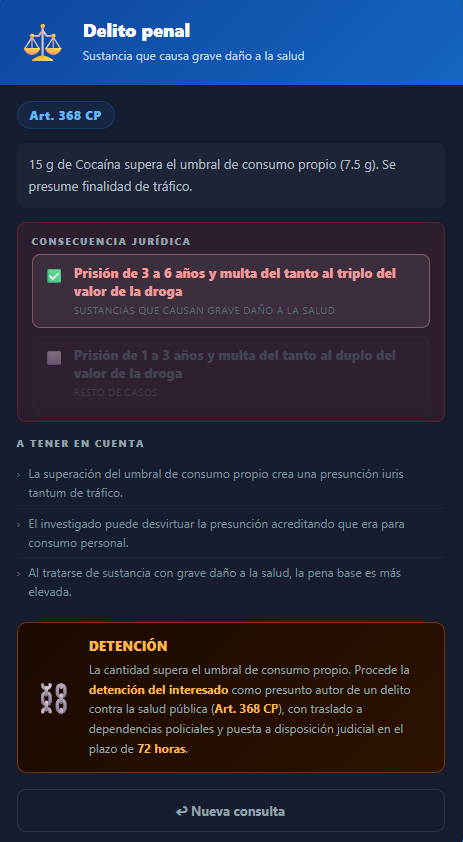 Delito penal
Sustancia que causa grave daño a la salud
Art. 368 CP
15 g de Cocaína supera el umbral de consumo propio (7.5 g). Se
presume finalidad de tráfico.
CONSECUENCIA JURÍDICA
Prisión de 3 a 6 años y multa del tanto al triplo del
valor de la droga
SUSTANCIAS QUE CAUSAN GRAVE DAÑO A LA SALUD
Prisión de 1 a 3 años y multa del tanto al duplo del
valor de la droga
RESTO DE CASOS
A TENER EN CUENTA
› La superación del umbral de consumo propio crea una presunción iuris
tantum de tráfico.
› El investigado puede desvirtuar la presunción acreditando que era para
consumo personal.
› Al tratarse de sustancia con grave daño a la salud, la pena base es más
elevada.
DETENCIÓN
La cantidad supera el umbral de consumo propio. Procede la
detención del interesado como presunto autor de un delito
contra la salud pública (Art. 368 CP), con traslado a
dependencias policiales y puesta a disposición judicial en el
plazo de 72 horas.
↩ Nueva consulta